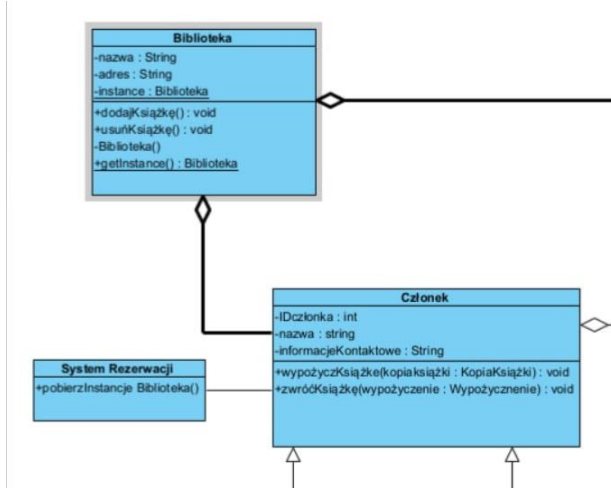 Biblioteka
-nazwa : String
-adres : String
-instance : Biblioteka
+dodajKsiążkę() : void
+usuńKsiążkę() : void
-Biblioteka()
+getInstance() : Biblioteka
Członek
-IDczłonka : int
-nazwa : string
-informacjeKontaktowe : String
+wypożyczKsiążke(kopiaksiążki : KopiaKsiążki) : void
+zwróćKsiążkę(wypożyczenie : Wypożycznenie) : void
System Rezerwacji
+pobierzInstancje Biblioteka()